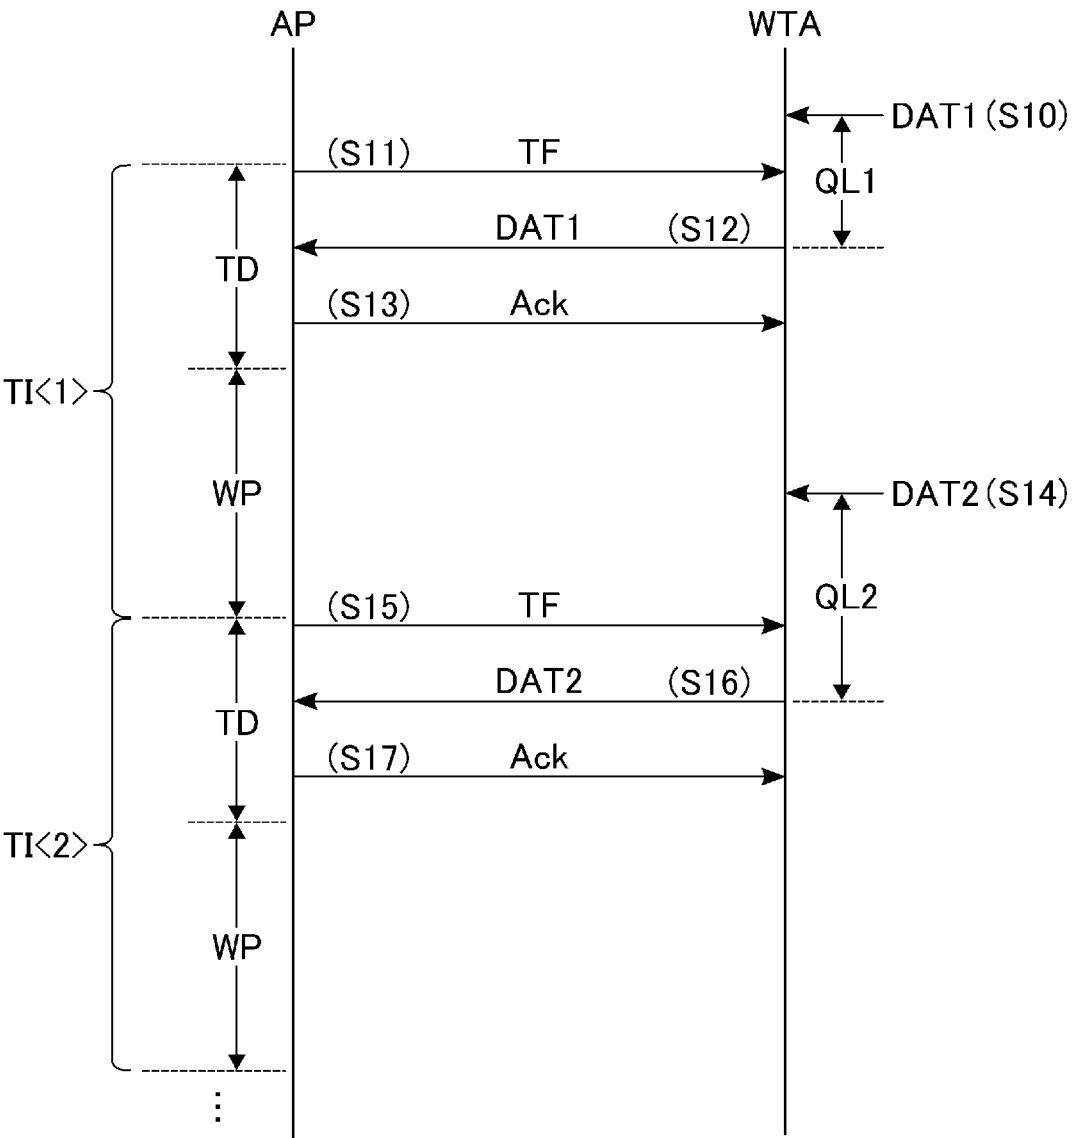 AP WTA
DAT1(S10)
(S11) TF
QL1
DAT1 (S12)
TD
(S13) Ack
TI<1>
WP
DAT2(S14)
QL2
(S15) TF
DAT2 (S16)
TD
(S17) Ack
TI<2>
WP
⋮